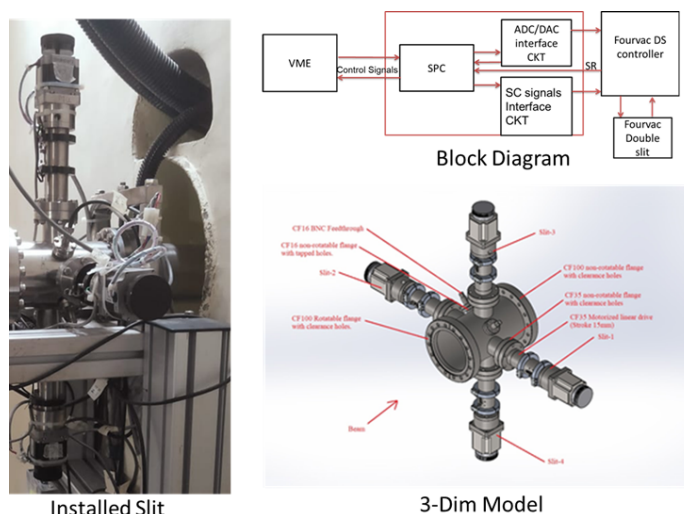 VME
Control Signals
SPC
ADC/DAC
interface
CKT
SC signals
Interface
CKT
SR
Fourvac DS
controller
Fourvac
Double
slit
Block Diagram
CF16 BNC Feedthrough
CF16 non-rotatable flange
with tapped holes.
Slit-2
CF100 Rotatable flange
with clearance holes
Slit-3
CF100 non-rotatable flange
with clearance holes
CF35 non-rotatable flange
with clearance holes
CF35 Motorized linear drive
(Stroke 15mm)
Slit-1
Beam
Slit-4
Installed Slit
3-Dim Model